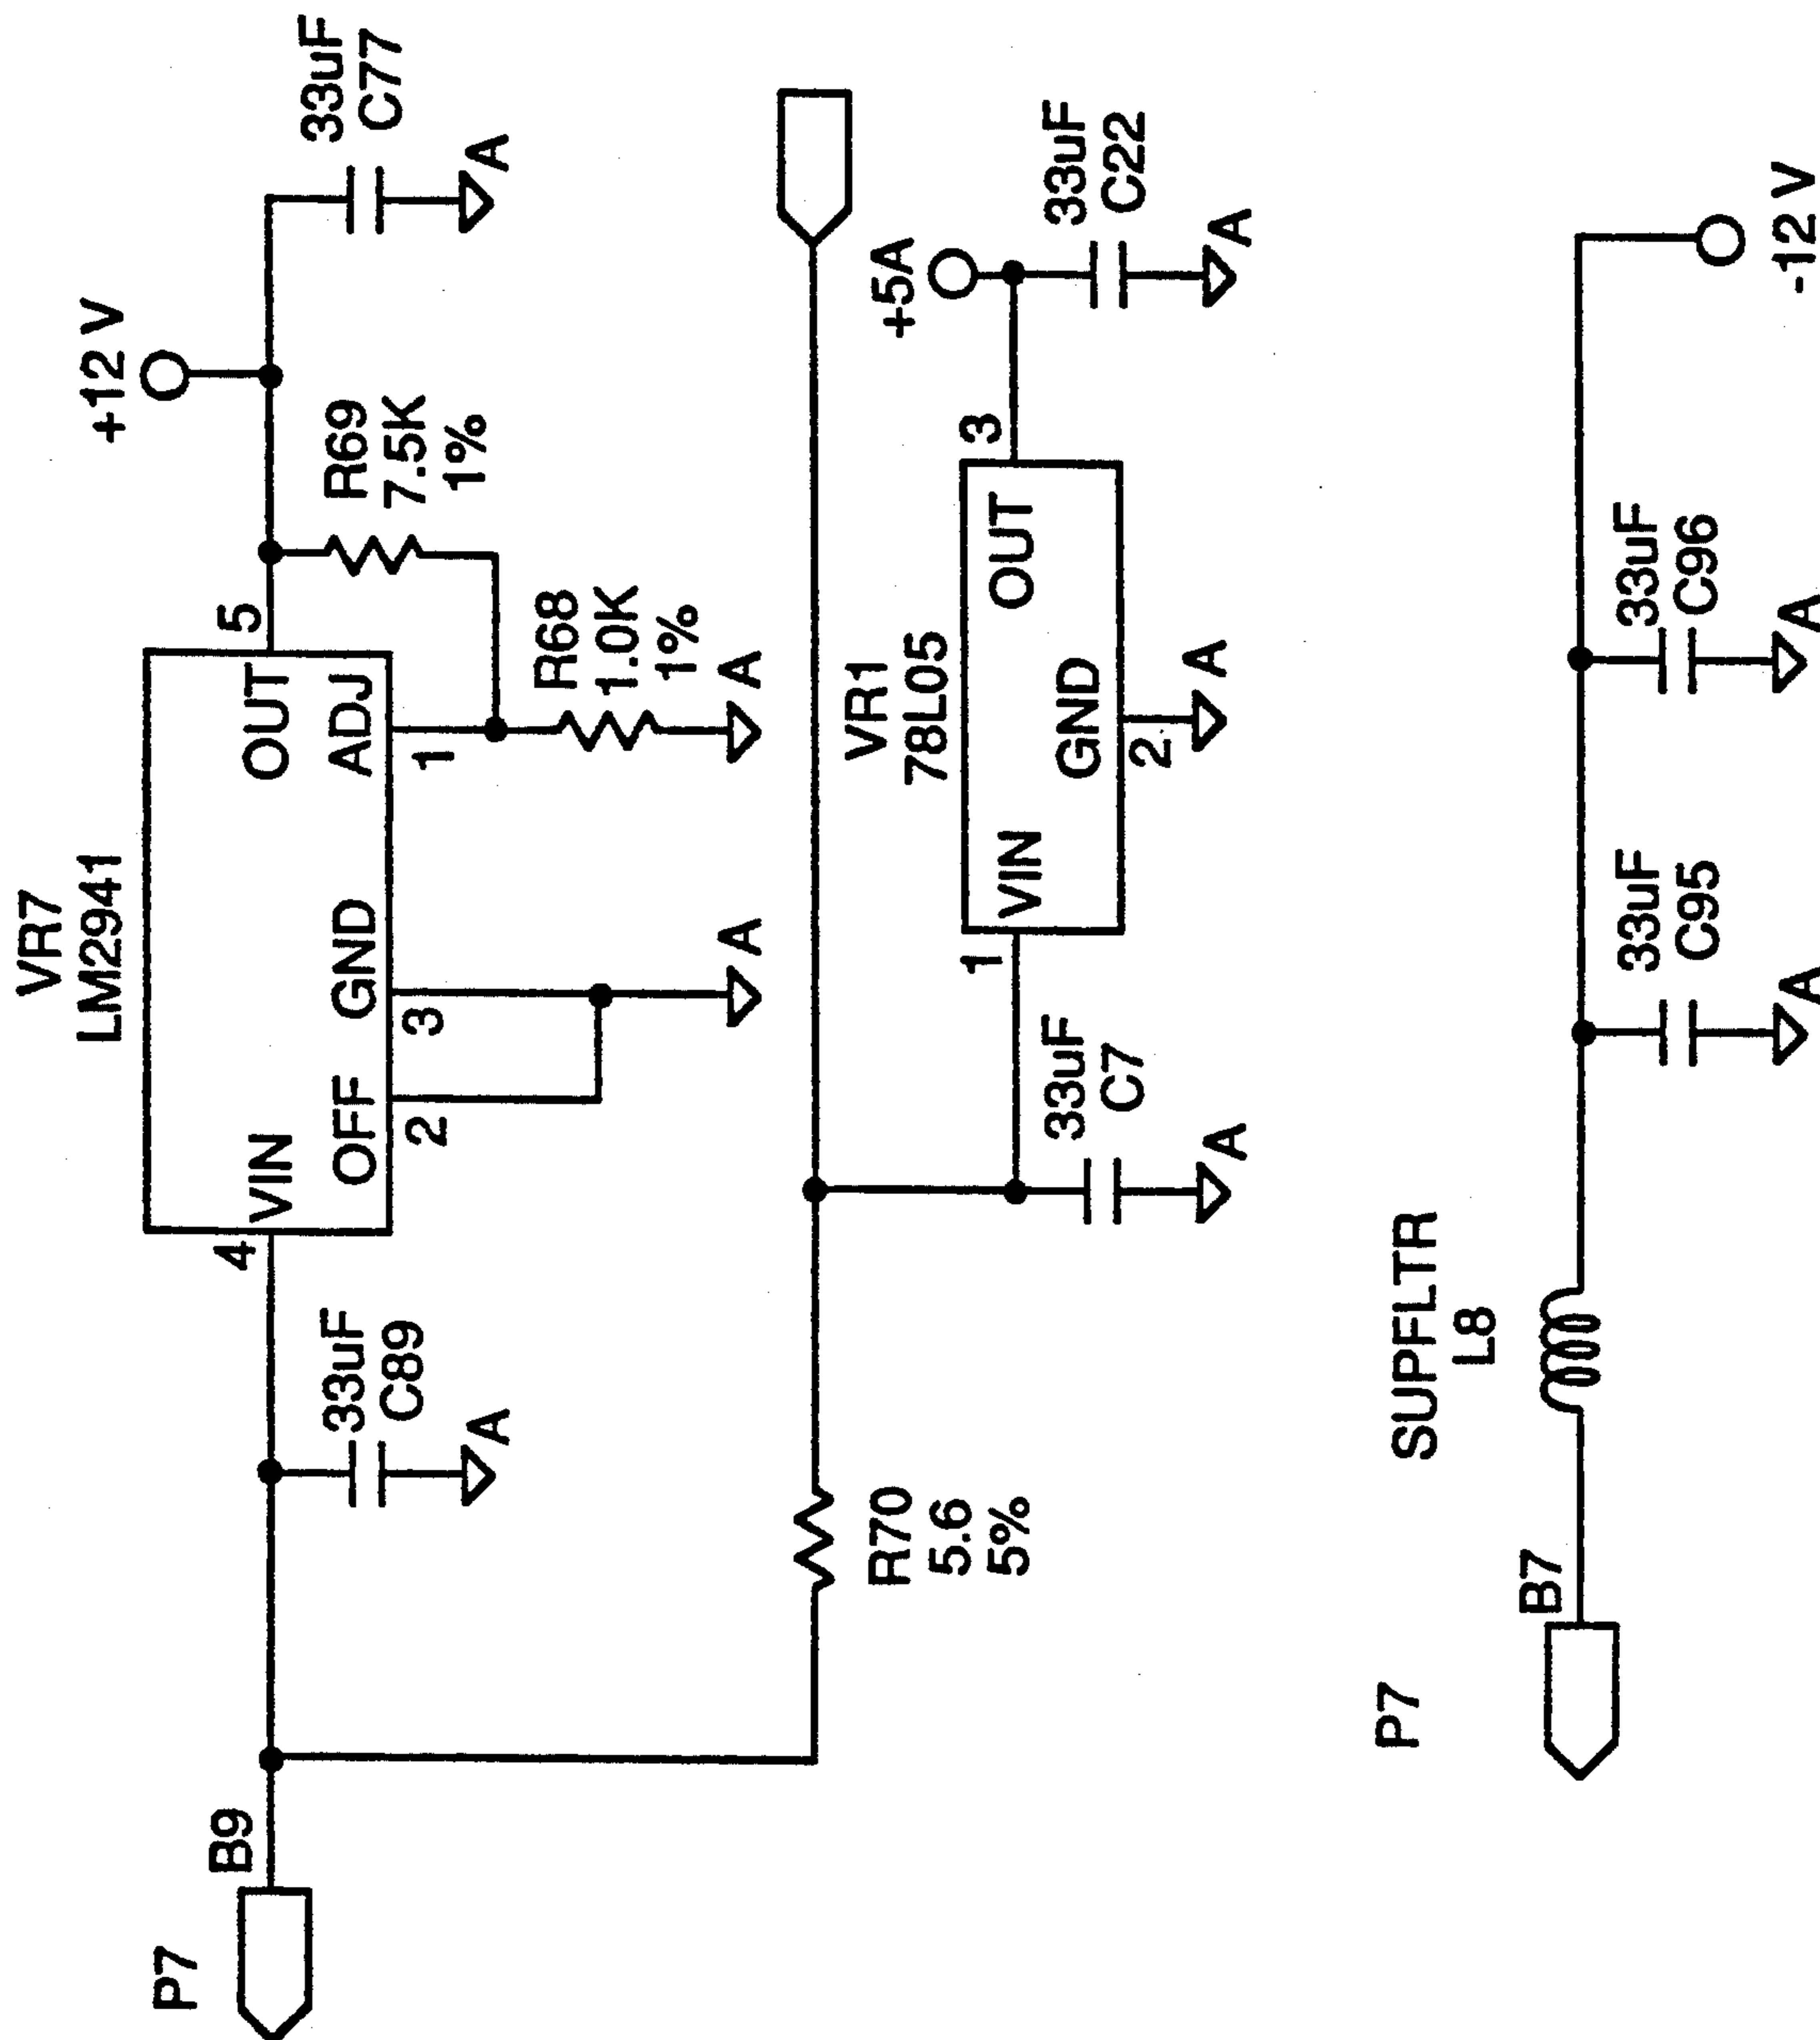 P7
B9
33uF
C89
VR7
LM2941
4
VIN
OFF
2
GND
3
OUT
5
ADJ
1
A
A
R69
7.5K
1%
R68
1.0K
1%
A
+12 V
33uF
C77
A
R70
5.6
5%
33uF
C7
A
VR1
78L05
1
VIN
GND
2
A
OUT
3
+5A
33uF
C22
A
P7
B7
SUPFLTR
L8
33uF
C95
A
33uF
C96
A
-12 V